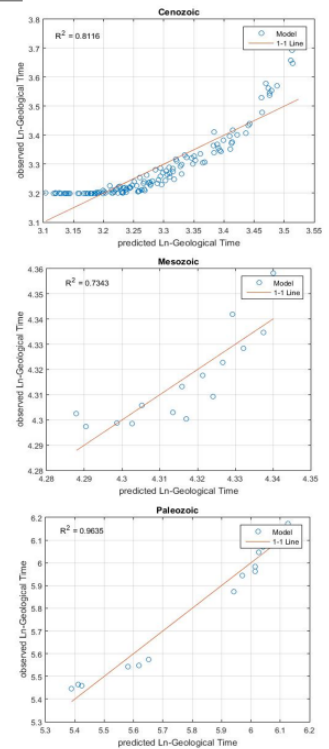 Cenozoic
3.8
R² = 0.8116
Model
1-1 Line
3.7
3.6
3.5
3.4
3.3
3.2
3.1
observed Ln-Geological Time
3.1 3.15 3.2 3.25 3.3 3.35 3.4 3.45 3.5 3.55
predicted Ln-Geological Time
Mesozoic
4.36
R² = 0.7343
Model
1-1 Line
4.35
4.34
4.33
4.32
4.31
4.3
4.29
4.28
observed Ln-Geological Time
4.28 4.29 4.3 4.31 4.32 4.33 4.34 4.35
predicted Ln-Geological Time
Paleozoic
6.2
R² = 0.9635
Model
1-1 Line
6.1
6
5.9
5.8
5.7
5.6
5.5
5.4
5.3
observed Ln-Geological Time
5.3 5.4 5.5 5.6 5.7 5.8 5.9 6 6.1 6.2
predicted Ln-Geological Time